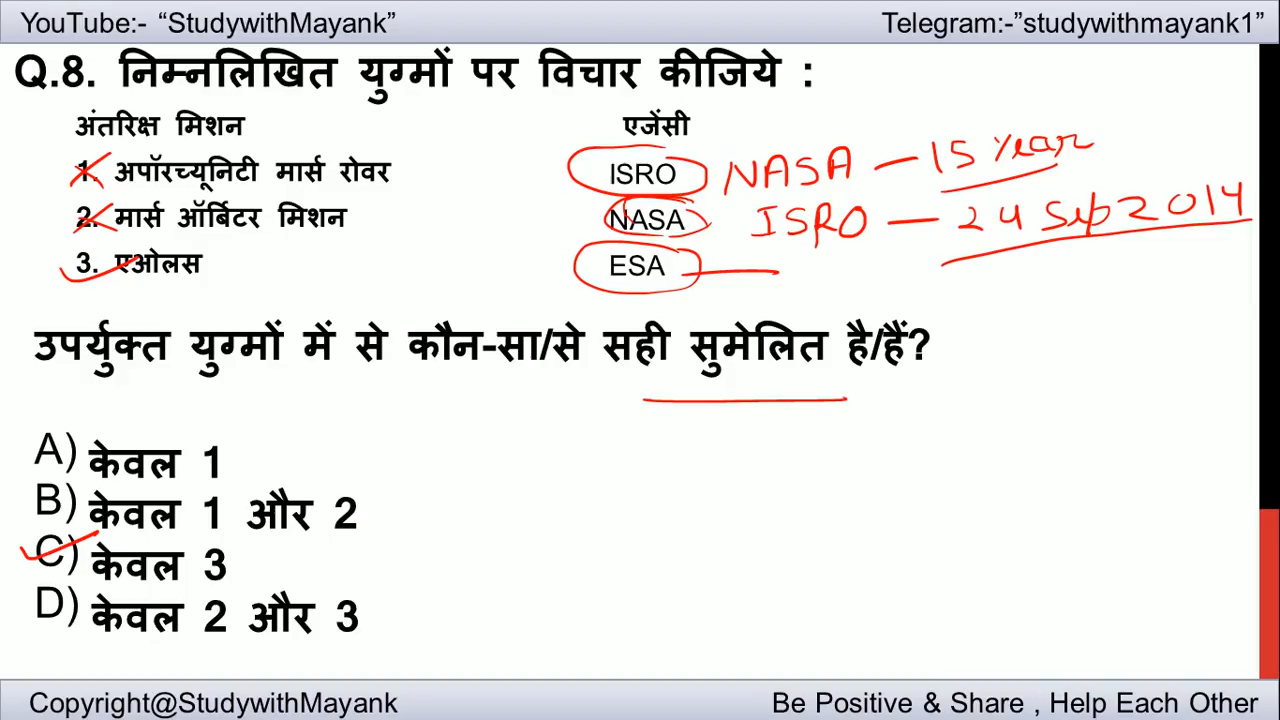 YouTube:- “StudywithMayank” Telegram:-”studywithmayank1”
Q.8. निम्नलिखित युग्मों पर विचार कीजिये :
अंतरिक्ष मिशन एजेंसी
1. अपॉरच्यूनिटी मार्स रोवर ISRO NASA — 15 Year
2. मार्स ऑर्बिटर मिशन NASA ISRO — 24 Sep 2014
3. एओलस ESA
उपर्युक्त युग्मों में से कौन-सा/से सही सुमेलित है/हैं?
A) केवल 1
B) केवल 1 और 2
C) केवल 3
D) केवल 2 और 3
Copyright@StudywithMayank Be Positive & Share , Help Each Other